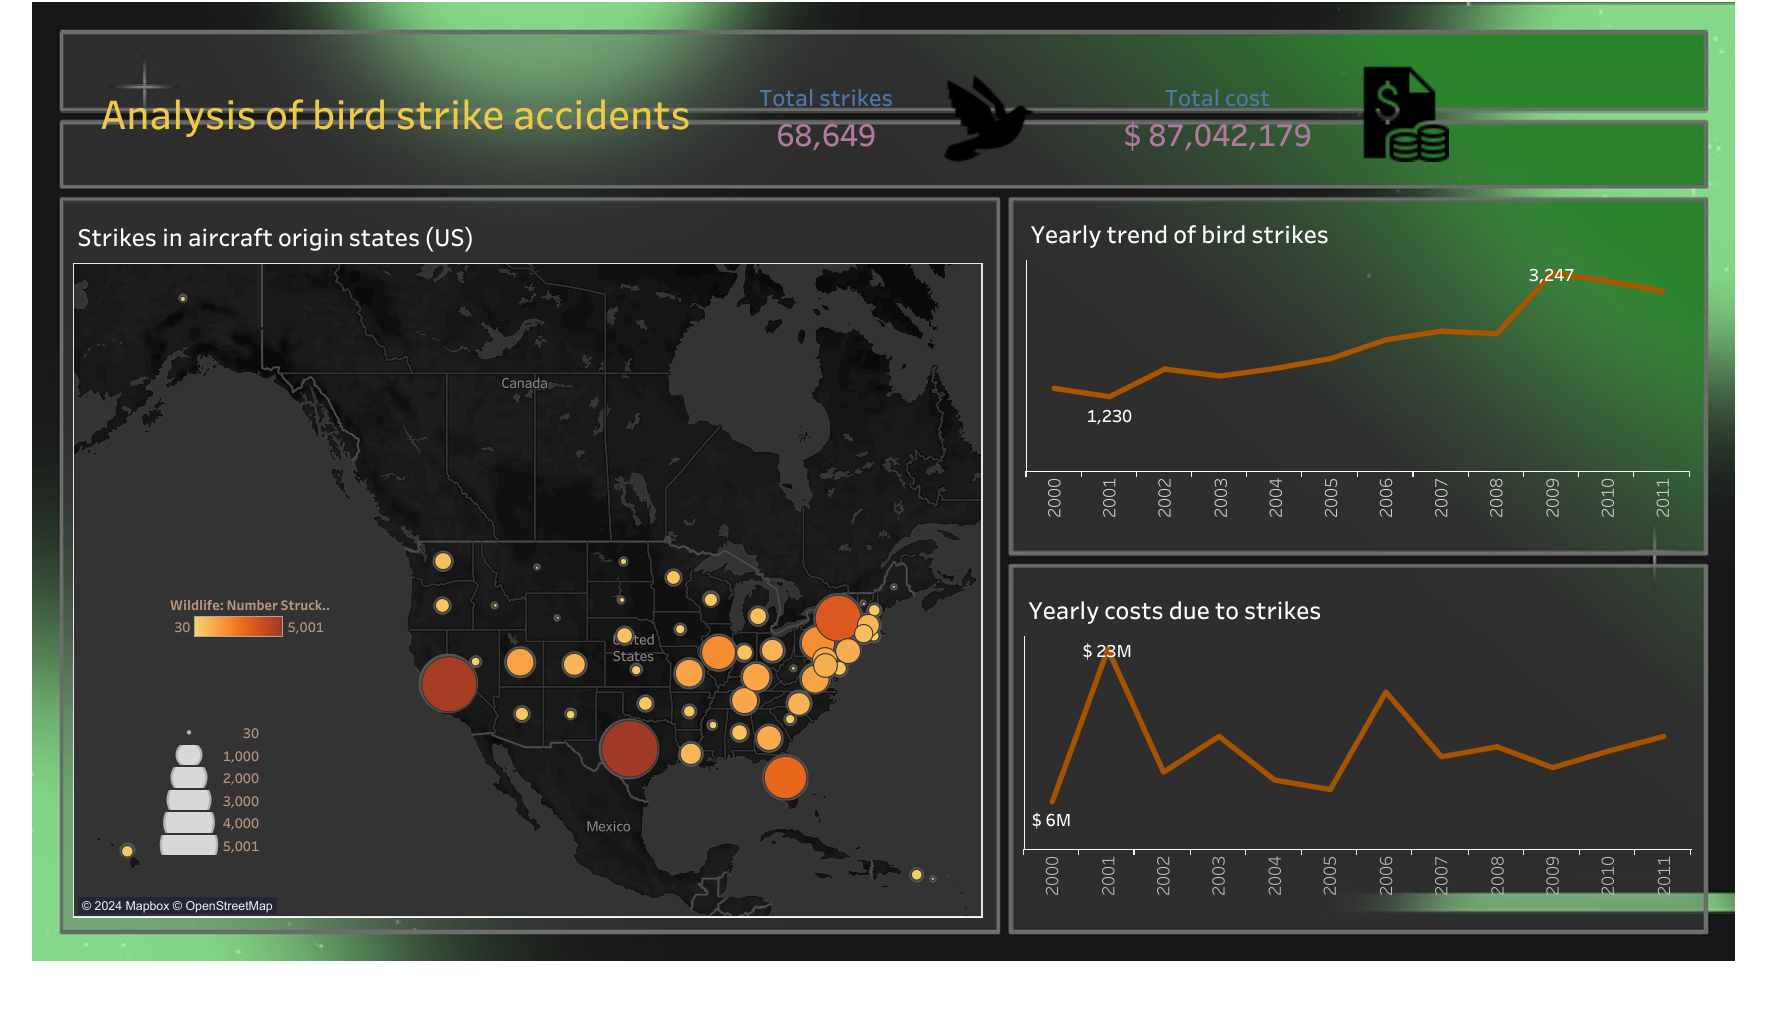 Analysis of bird strike accidents
Total strikes
68,649
Total cost
$ 87,042,179
Strikes in aircraft origin states (US)
Canada
United
States
Mexico
Wildlife: Number Struck..
30
5,001
30
1,000
2,000
3,000
4,000
5,001
© 2024 Mapbox © OpenStreetMap
Yearly trend of bird strikes
3,247
1,230
2000 2001 2002 2003 2004 2005 2006 2007 2008 2009 2010 2011
Yearly costs due to strikes
$ 23M
$ 6M
2000 2001 2002 2003 2004 2005 2006 2007 2008 2009 2010 2011